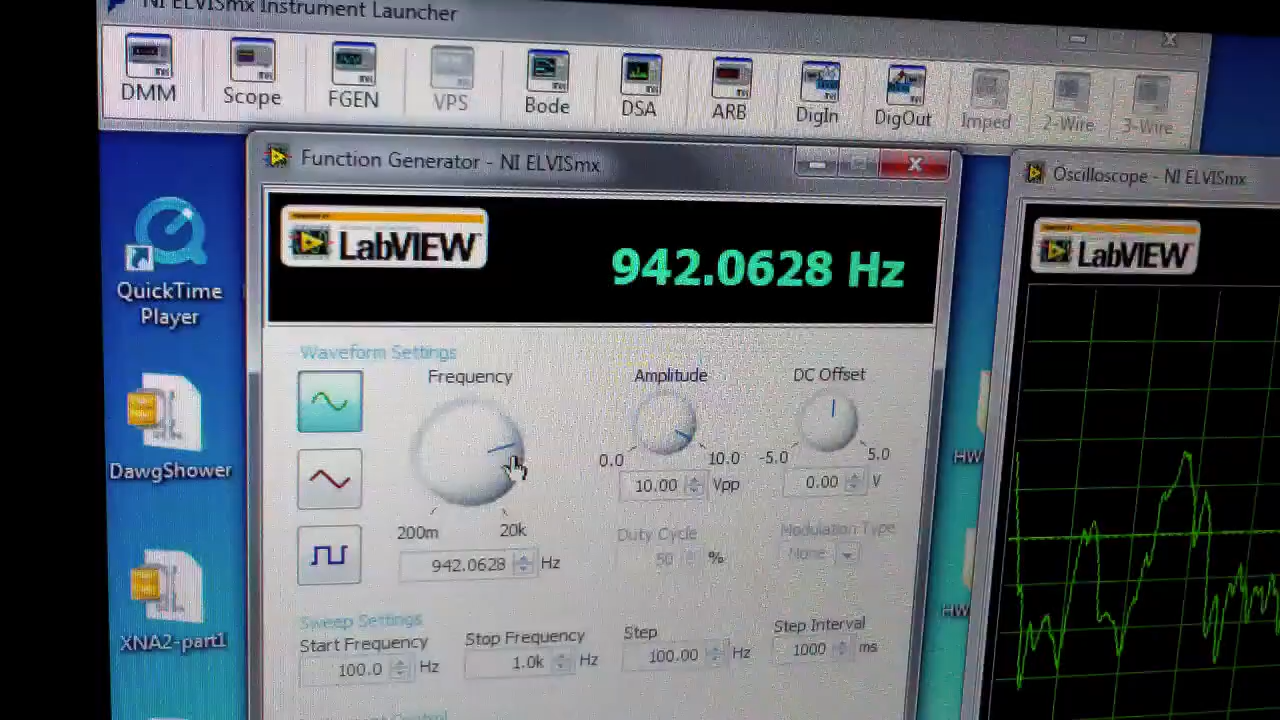 NI ELVISmx Instrument Launcher
DMM
Scope
FGEN
VPS
Bode
DSA
ARB
DigIn
DigOut
Imped
2-Wire
3-Wire
Function Generator - NI ELVISmx
Oscilloscope - NI ELVISmx
LabVIEW
942.0628 Hz
LabVIEW
QuickTime
Player
DawgShower
XNA2-part1
HW
HW
Waveform Settings
Frequency
200m
20k
942.0628 Hz
Amplitude
0.0
10.0
10.00 Vpp
DC Offset
-5.0
5.0
0.00 V
Duty Cycle
50 %
Modulation Type
None
Sweep Settings
Start Frequency
100.0 Hz
Stop Frequency
1.0k Hz
Step
100.00 Hz
Step Interval
1000 ms